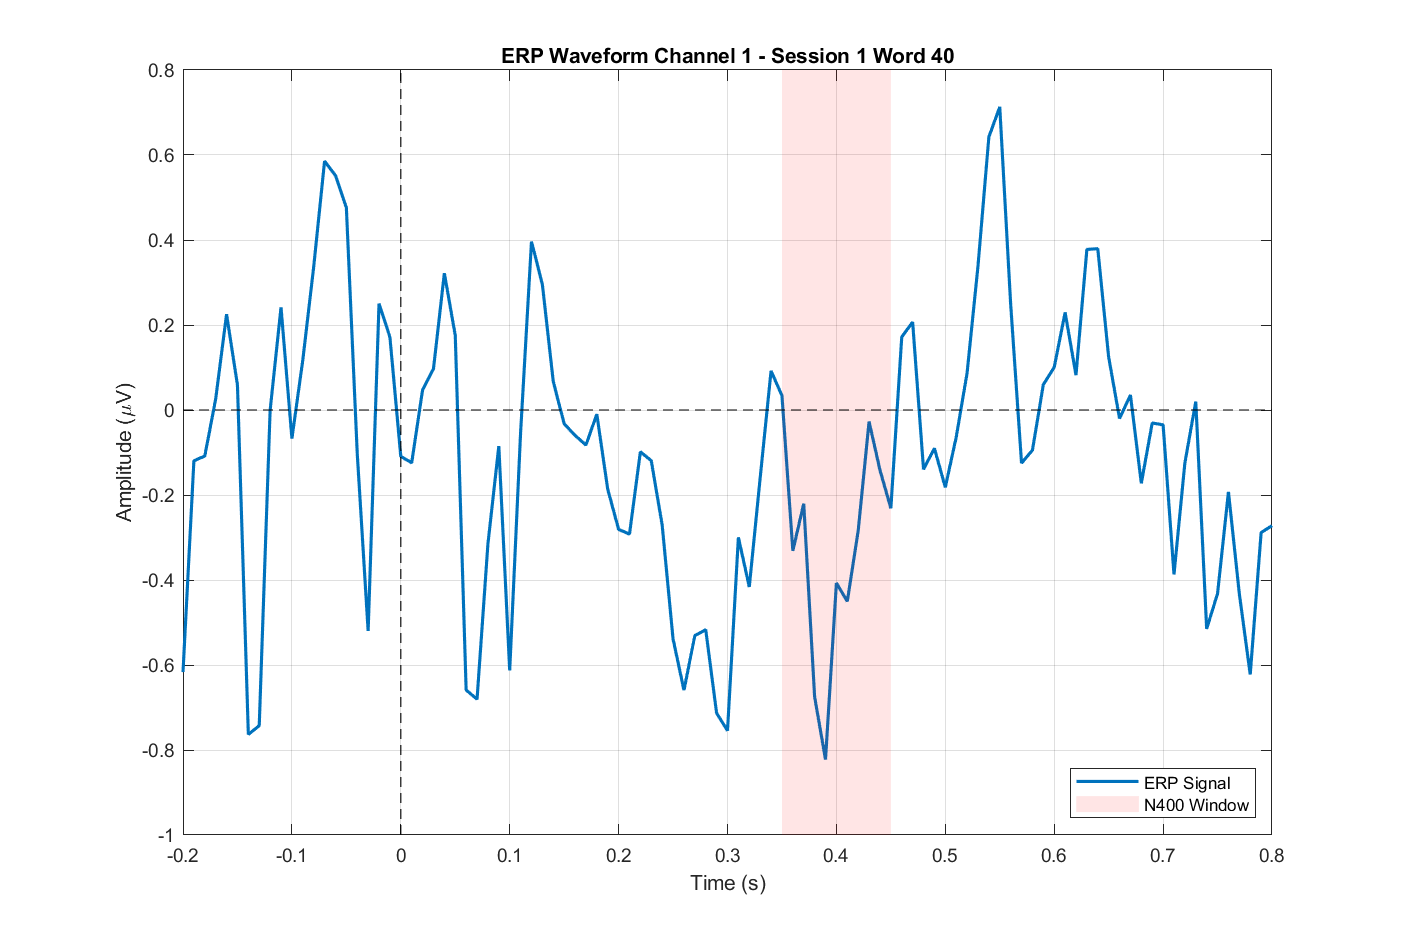 ERP Waveform Channel 1 - Session 1 Word 40
0.8
0.6
0.4
0.2
0
-0.2
-0.4
-0.6
-0.8
-1
Amplitude (μV)
ERP Signal
N400 Window
-0.2 -0.1 0 0.1 0.2 0.3 0.4 0.5 0.6 0.7 0.8
Time (s)